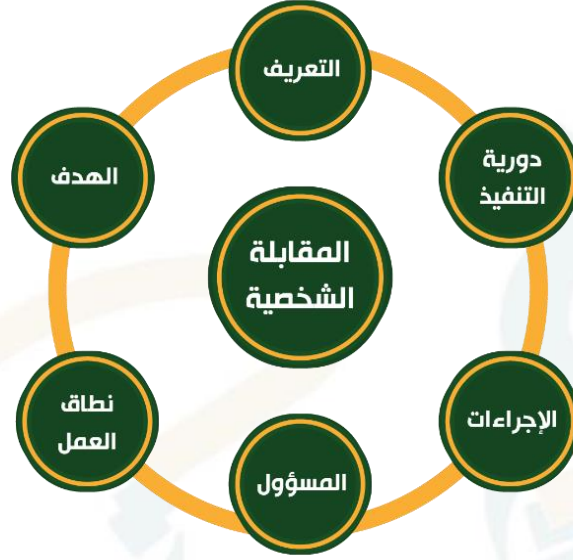 التعريف
دورية
التنفيذ
الهدف
المقابلة
الشخصية
الإجراءات
نطاق
العمل
المسؤول